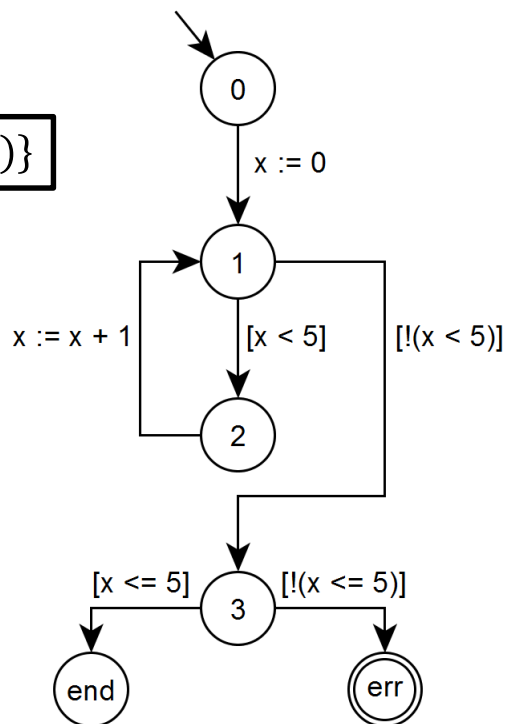 0
)}
x := 0
1
x := x + 1
[x < 5]
[!(x < 5)]
2
[x <= 5]
[!(x <= 5)]
3
end
err